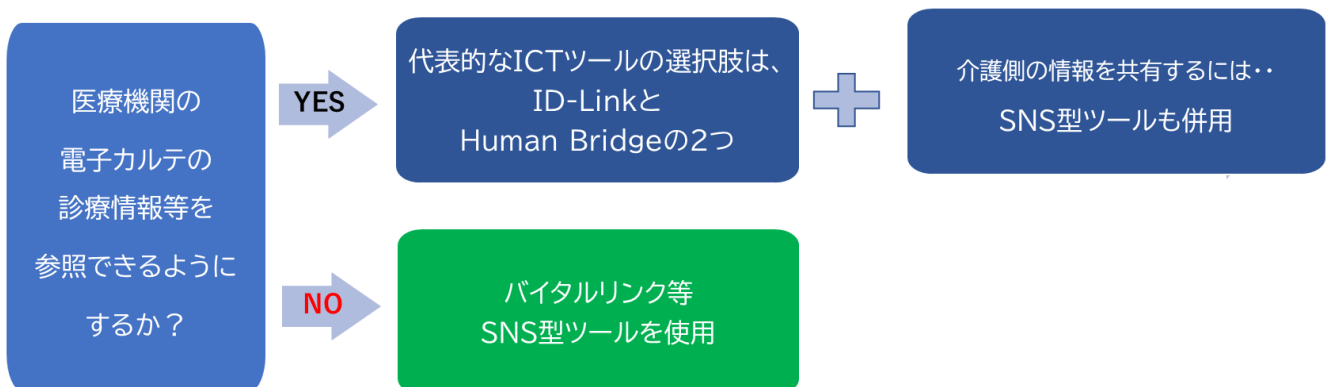 医療機関の
電子カルテの
診療情報等を
参照できるように
するか？
YES
代表的なICTツールの選択肢は、
ID-Linkと
Human Bridgeの2つ
介護側の情報を共有するには‥
SNS型ツールも併用
NO
バイタルリンク等
SNS型ツールを使用